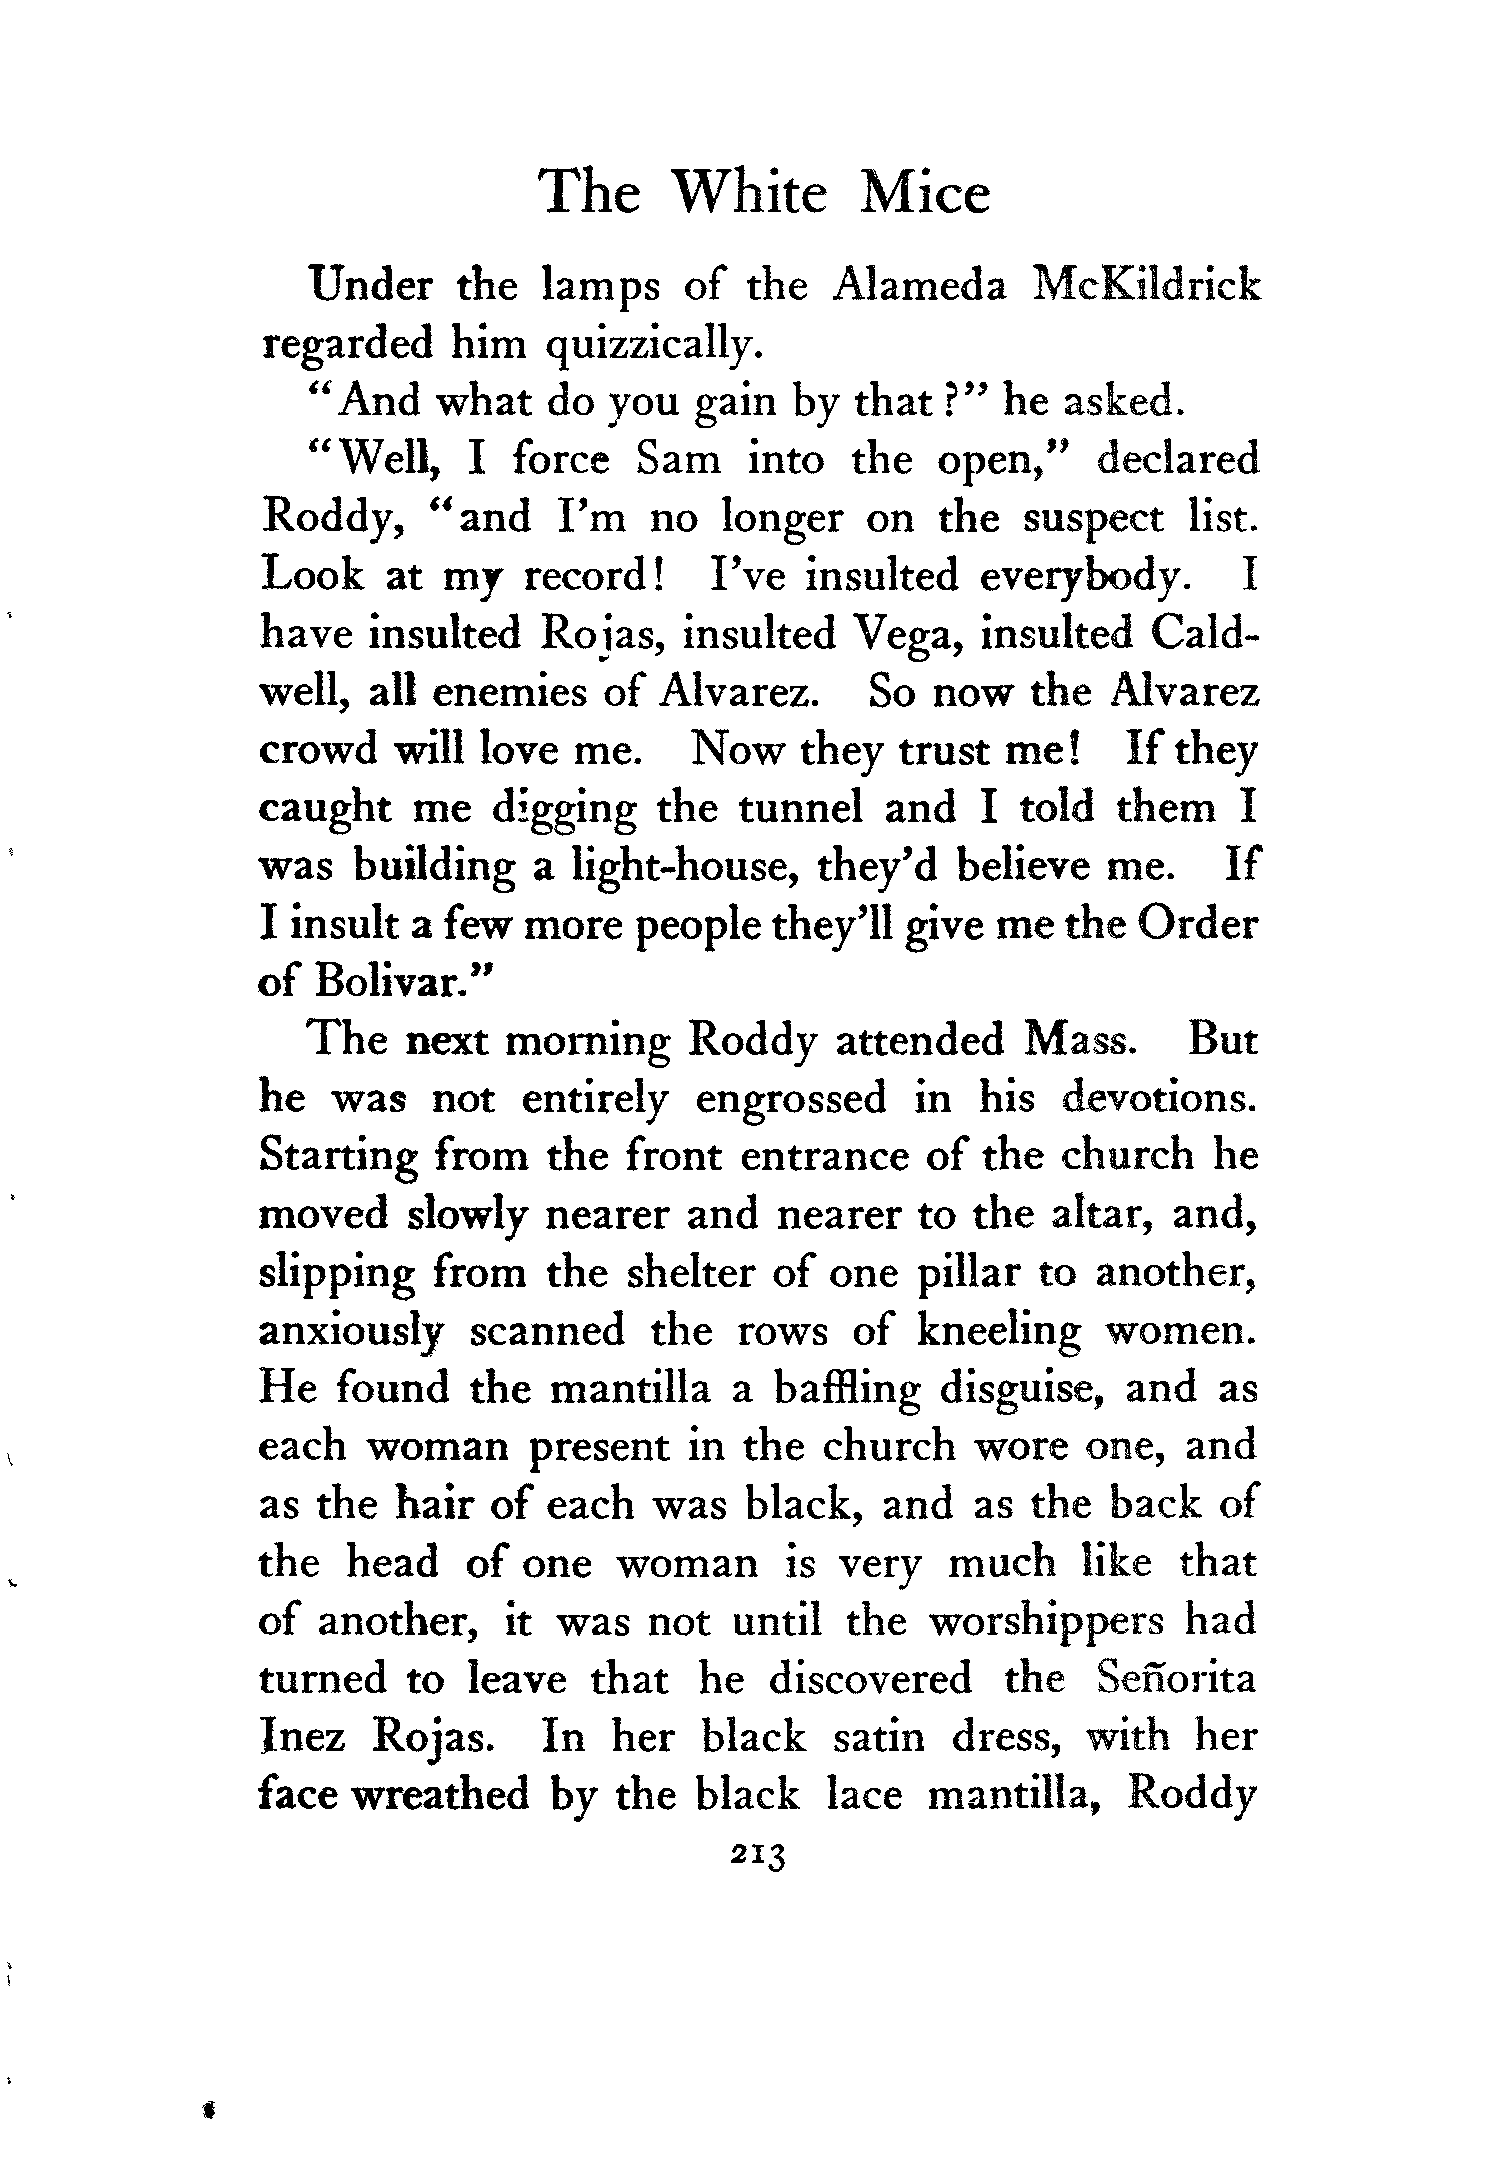 The White Mice
Under the lamps of the Alameda McKildrick
regarded him quizzically.
“And what do you gain by that?” he asked.
“Well, I force Sam into the open,” declared
Roddy, “and I’m no longer on the suspect list.
Look at my record! I’ve insulted everybody. I
have insulted Rojas, insulted Vega, insulted Cald-
well, all enemies of Alvarez. So now the Alvarez
crowd will love me. Now they trust me! If they
caught me digging the tunnel and I told them I
was building a light-house, they’d believe me. If
I insult a few more people they’ll give me the Order
of Bolivar.”
The next morning Roddy attended Mass. But
he was not entirely engrossed in his devotions.
Starting from the front entrance of the church he
moved slowly nearer and nearer to the altar, and,
slipping from the shelter of one pillar to another,
anxiously scanned the rows of kneeling women.
He found the mantilla a baffling disguise, and as
each woman present in the church wore one, and
as the hair of each was black, and as the back of
the head of one woman is very much like that
of another, it was not until the worshippers had
turned to leave that he discovered the Señorita
Inez Rojas. In her black satin dress, with her
face wreathed by the black lace mantilla, Roddy
213